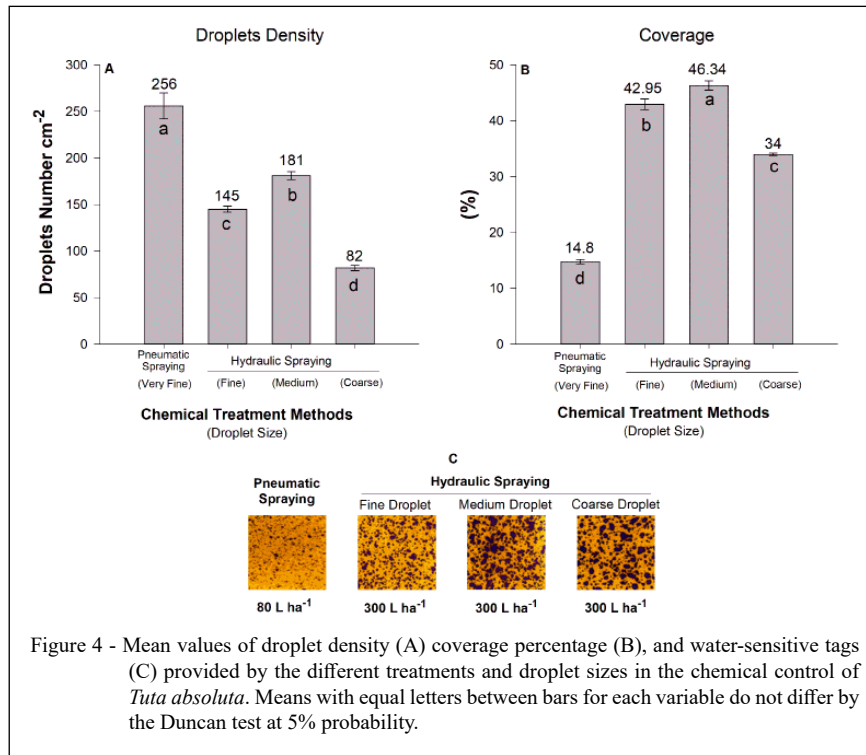 Droplets Density
A
300
250
200
150
100
50
0
Droplets Number cm-2
256
a
145
c
181
b
82
d
Pneumatic
Spraying
(Very Fine)
Hydraulic Spraying
(Fine)
(Medium)
(Coarse)
Chemical Treatment Methods
(Droplet Size)
Coverage
B
50
40
30
20
10
0
(%)
14.8
d
42.95
b
46.34
a
34
c
Pneumatic
Spraying
(Very Fine)
Hydraulic Spraying
(Fine)
(Medium)
(Coarse)
Chemical Treatment Methods
(Droplet Size)
C
Pneumatic
Spraying
Hydraulic Spraying
Fine Droplet
Medium Droplet
Coarse Droplet
80 L ha-1
300 L ha-1
300 L ha-1
300 L ha-1
Figure 4 - Mean values of droplet density (A) coverage percentage (B), and water-sensitive tags
(C) provided by the different treatments and droplet sizes in the chemical control of
Tuta absoluta. Means with equal letters between bars for each variable do not differ by
the Duncan test at 5% probability.